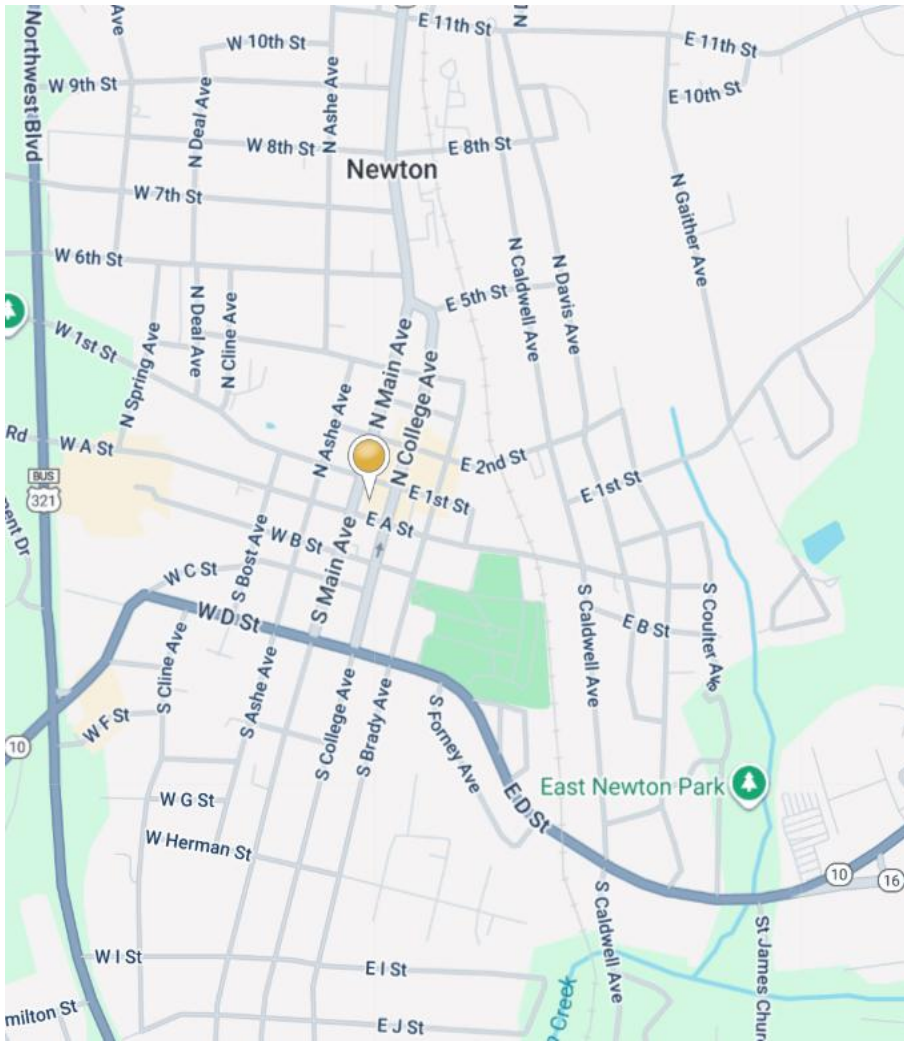 Northwest Blvd
Ave
W 10th St
E 11th St
N
E 11th St
W 9th St
N Deal Ave
N Ashe Ave
E 10th St
W 8th St
E 8th St
Newton
W 7th St
N Gaither Ave
W 6th St
N Caldwell Ave
N Davis Ave
E 5th St
N Deal Ave
N Cline Ave
W 1st St
N Spring Ave
N Main Ave
N College Ave
N Ashe Ave
Rd
W A St
E 2nd St
BUS
321
E 1st St
E 1st St
E A St
W B St
S Bost Ave
S Main Ave
W C St
W D St
S Caldwell Ave
E B St
S Coulter Ave
S Cline Ave
S Ashe Ave
S College Ave
S Brady Ave
S Forney Ave
W F St
10
E D St
East Newton Park
W G St
W Herman St
10
16
S Caldwell Ave
St James Chur
W I St
E I St
Creek
milton St
E J St